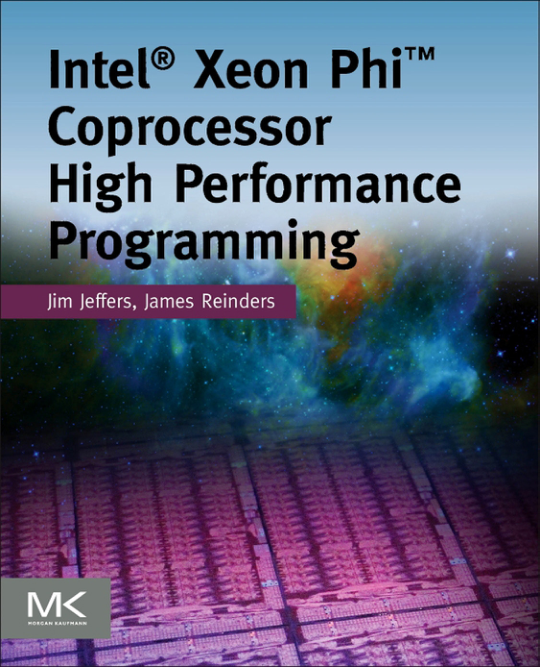 Intel® Xeon Phi™
Coprocessor
High Performance
Programming
Jim Jeffers, James Reinders
MK
MORGAN KAUFMANN